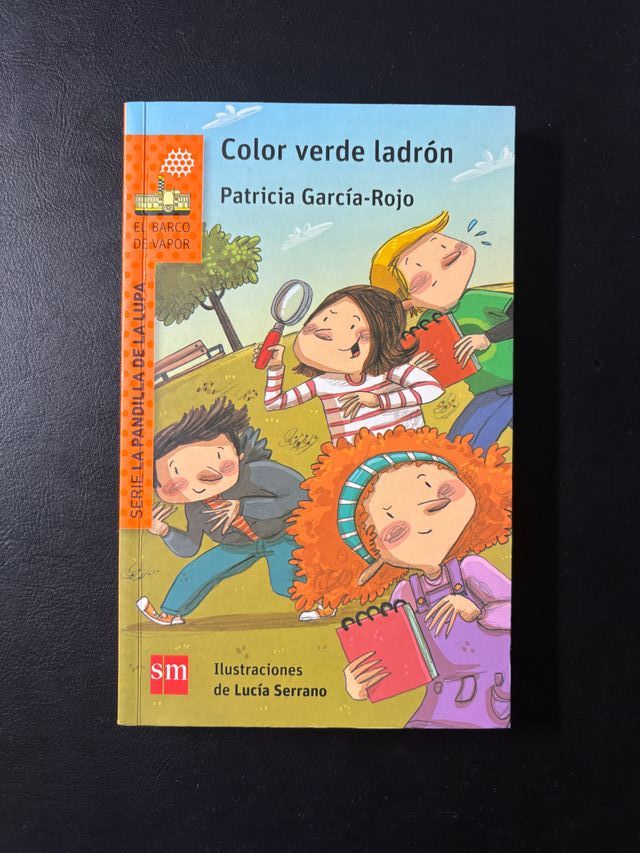 Color verde ladrón
Patricia García-Rojo
EL BARCO
DE VAPOR
SERIE LA PANDILLA DE LA LUPA
sm
Ilustraciones
de Lucía Serrano